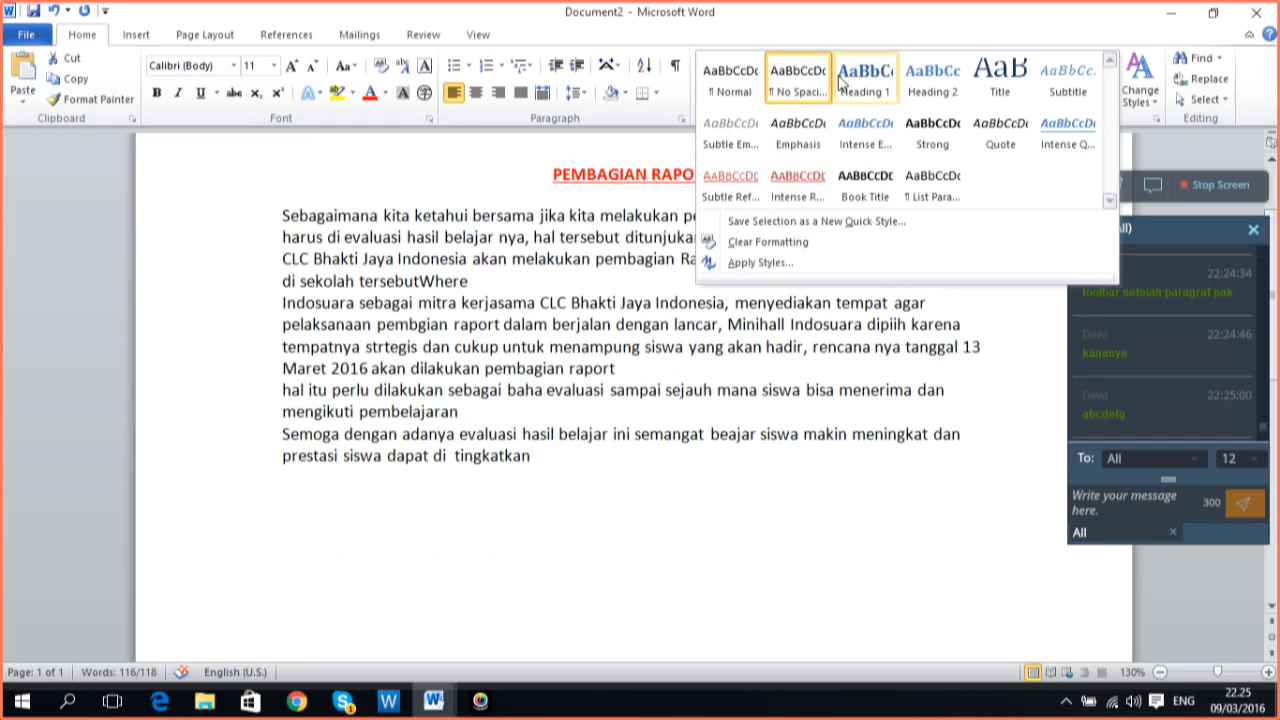 Document2 - Microsoft Word
File Home Insert Page Layout References Mailings Review View
Paste
Cut
Copy
Format Painter
Clipboard
Calibri (Body) 11
Font
Paragraph
AaBbCcDc AaBbCcDc AaBbC AaBbCc AaB AaBbCc.
¶ Normal ¶ No Spaci... Heading 1 Heading 2 Title Subtitle
AaBbCcDc AaBbCcDc AaBbCcDc AaBbCcDc AaBbCcDc AaBbCcDc
Subtle Em... Emphasis Intense E... Strong Quote Intense Q...
AaBbCcDc AaBbCcDc AaBbCcDc AaBbCcDc
Subtle Ref... Intense R... Book Title ¶ List Para...
Save Selection as a New Quick Style...
Clear Formatting
Apply Styles...
Change
Styles
Find
Replace
Select
Editing
PEMBAGIAN RAPO
Sebagaimana kita ketahui bersama jika kita melakukan
harus di evaluasi hasil belajar nya, hal tersebut ditunjuka
CLC Bhakti Jaya Indonesia akan melakukan pembagian Ra
di sekolah tersebutWhere
Indosuara sebagai mitra kerjasama CLC Bhakti Jaya Indonesia, menyediakan tempat agar
pelaksanaan pembgian raport dalam berjalan dengan lancar, Minihall Indosuara dipiih karena
tempatnya strtegis dan cukup untuk menampung siswa yang akan hadir, rencana nya tanggal 13
Maret 2016 akan dilakukan pembagian raport
hal itu perlu dilakukan sebagai baha evaluasi sampai sejauh mana siswa bisa menerima dan
mengikuti pembelajaran
Semoga dengan adanya evaluasi hasil belajar ini semangat beajar siswa makin meningkat dan
prestasi siswa dapat di tingkatkan
Stop Screen
All)
22:24:34
toolbar setelah paragraf pak
Dewi 22:24:46
kananya
Dewi 22:25:00
abcdefg
To: All 12
Write your message
here.
300
All
Page: 1 of 1 Words: 116/118 English (U.S.) 130%
ENG
22.25
09/03/2016